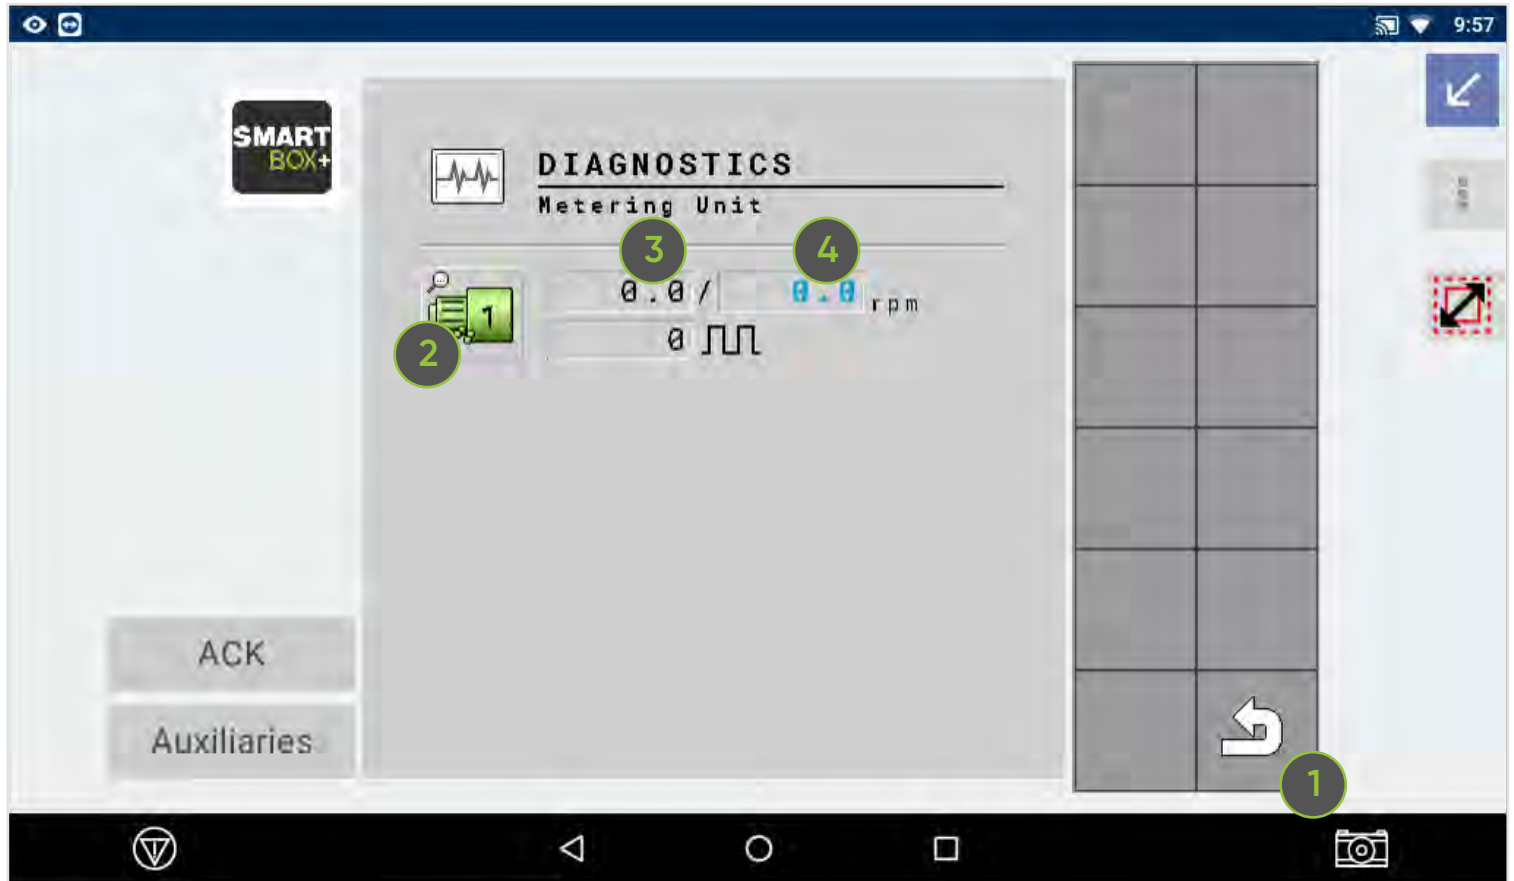 9:57
SMART
BOX+
DIAGNOSTICS
Metering Unit
3
4
0.0 / 0.0 rpm
1
2
0
ACK
Auxiliaries
1